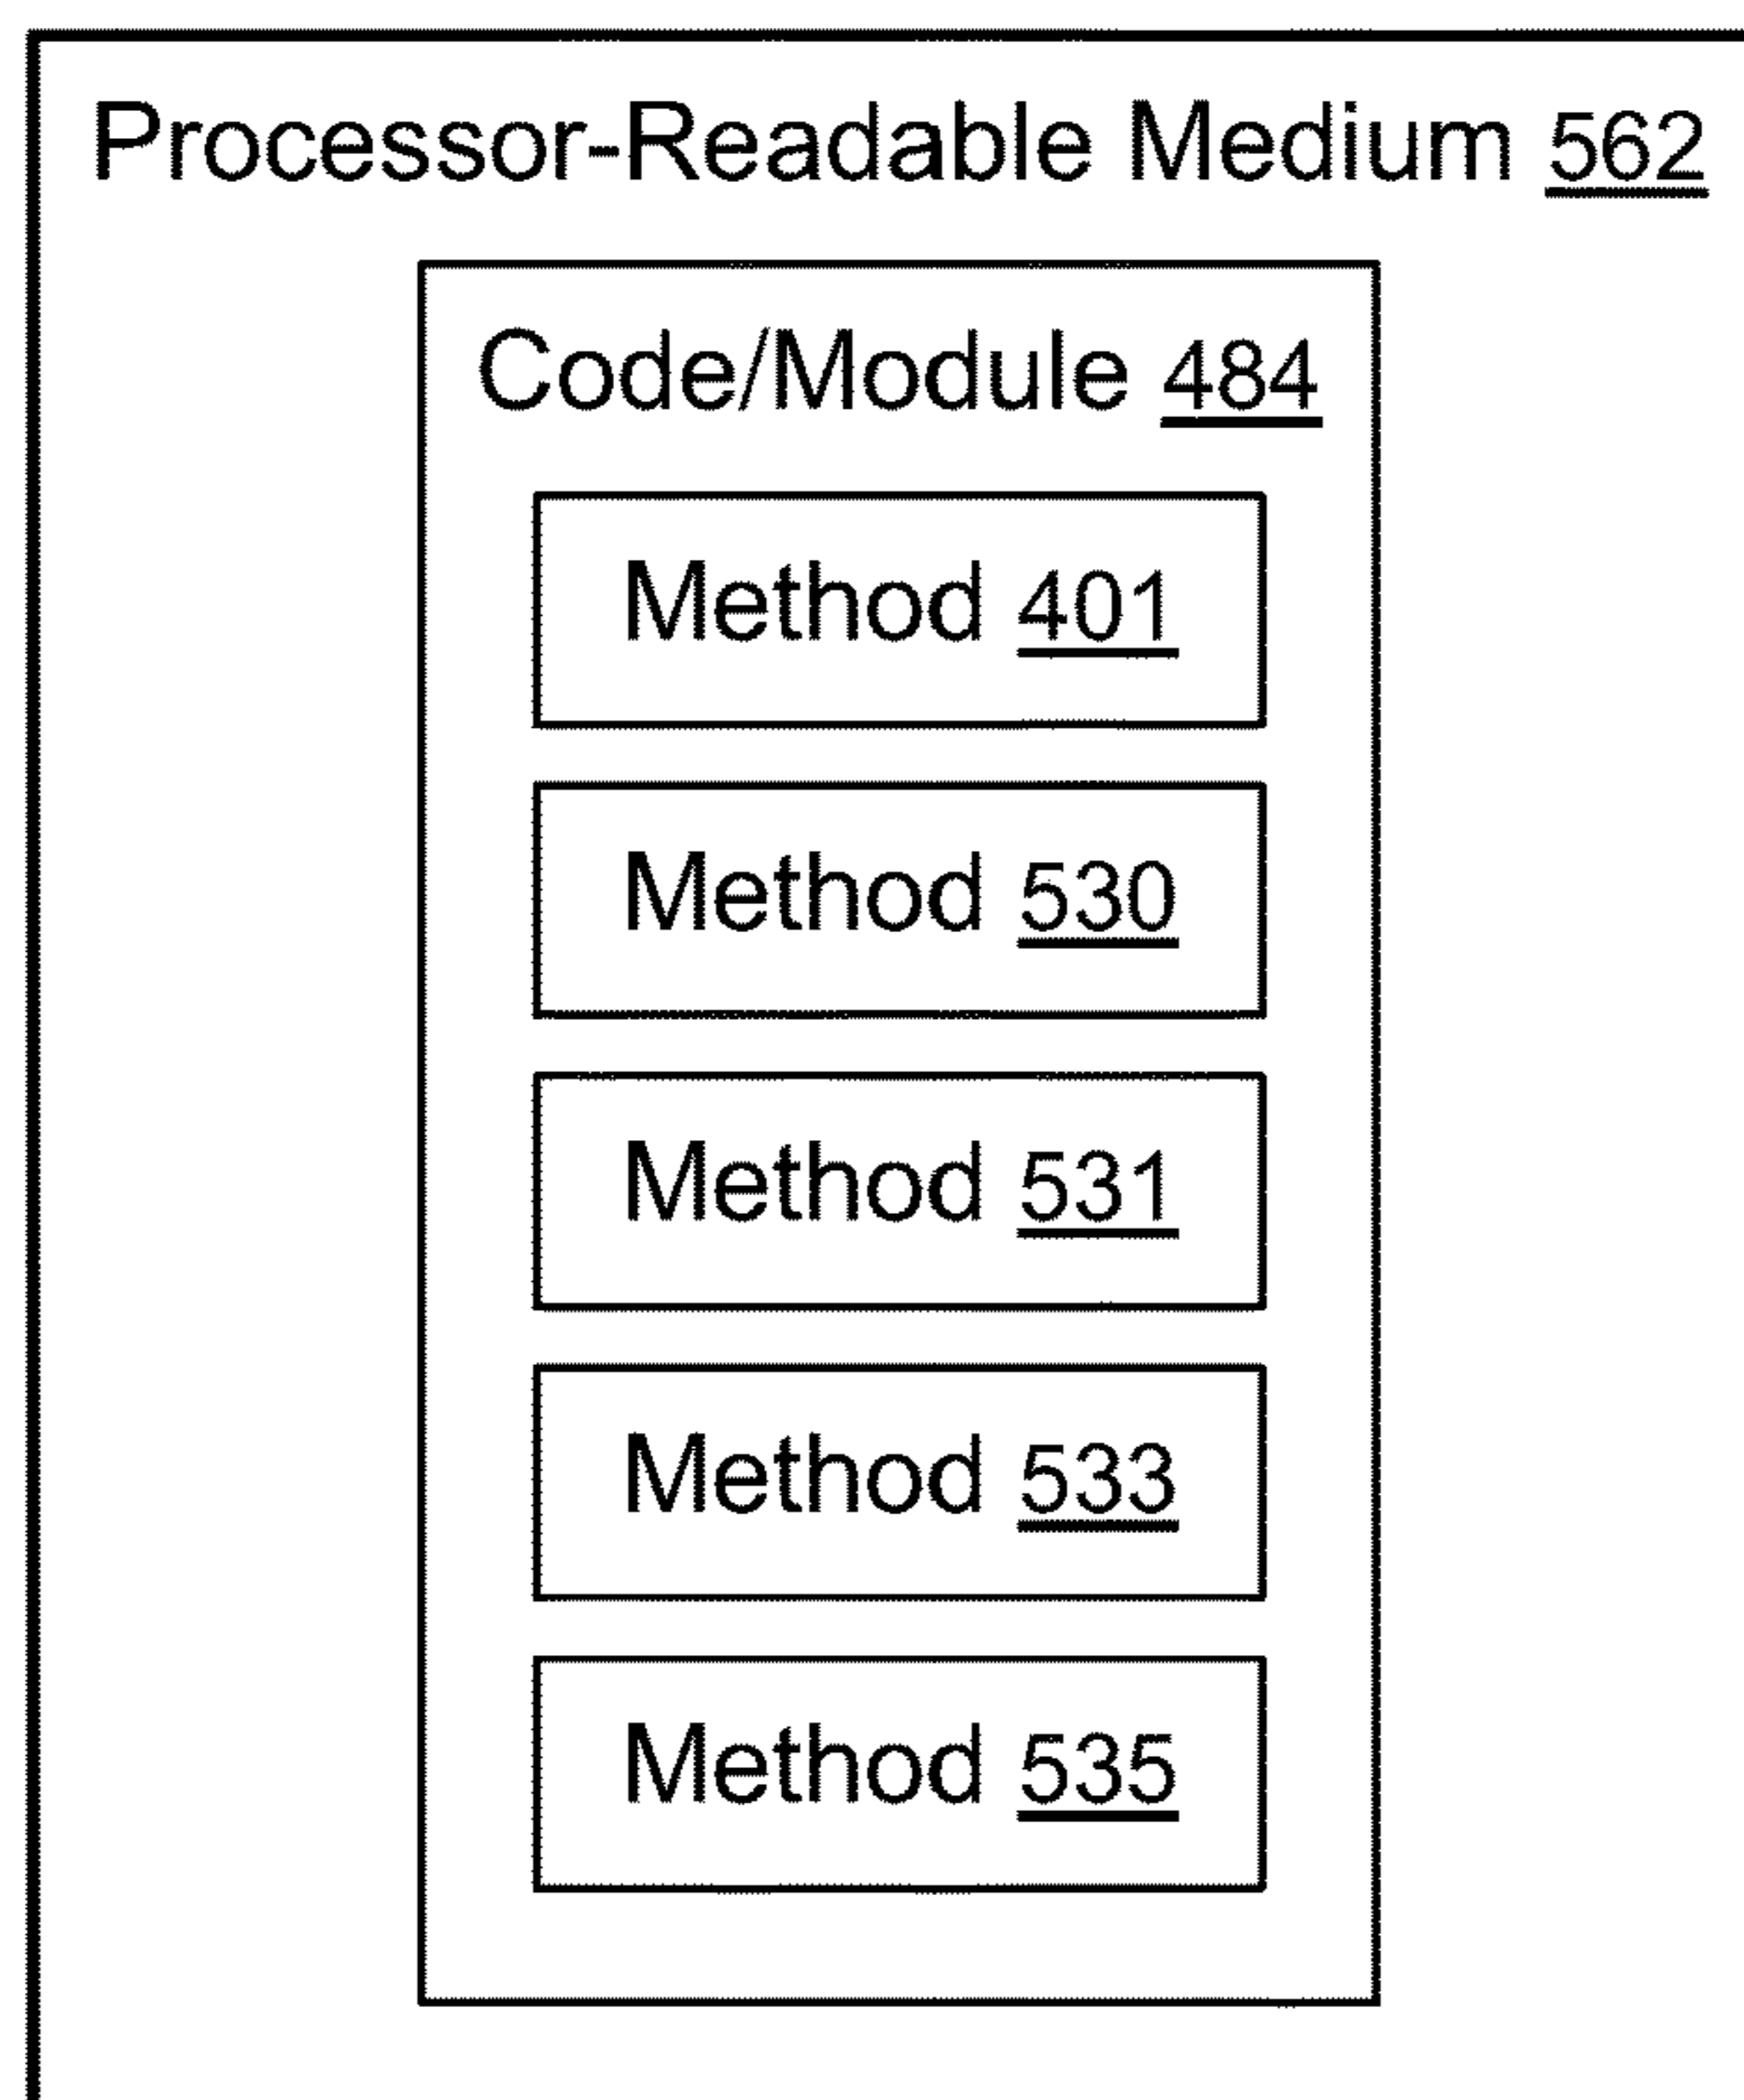 Processor-Readable Medium 562
Code/Module 484
Method 401
Method 530
Method 531
Method 533
Method 535